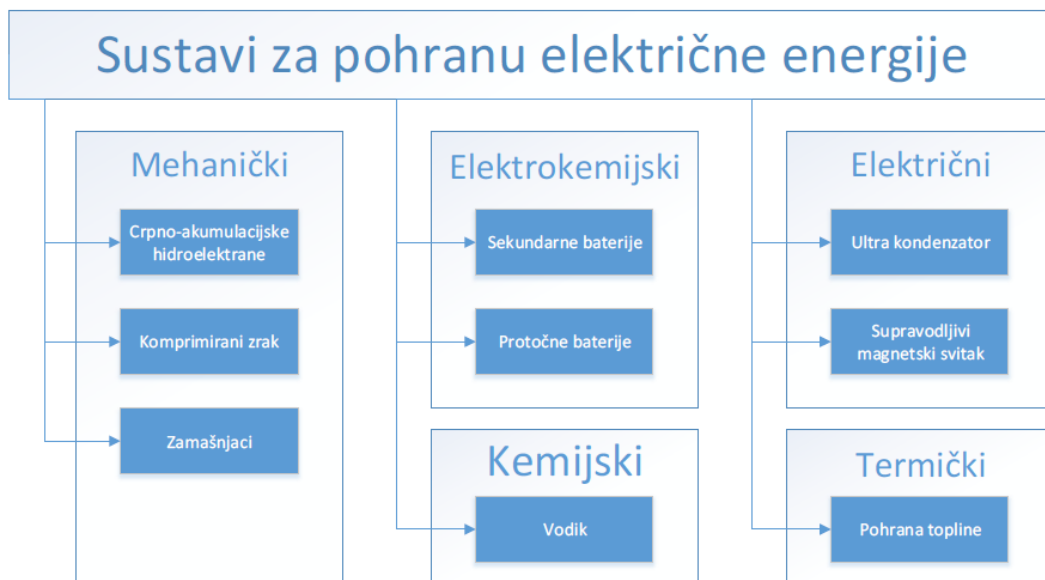 Sustavi za pohranu električne energije
Mehanički
Crpno-akumulacijske
hidroelektrane
Komprimirani zrak
Zamašnjaci
Elektrokemijski
Sekundarne baterije
Protočne baterije
Kemijski
Vodik
Električni
Ultra kondenzator
Supravodljivi
magnetski svitak
Termički
Pohrana topline